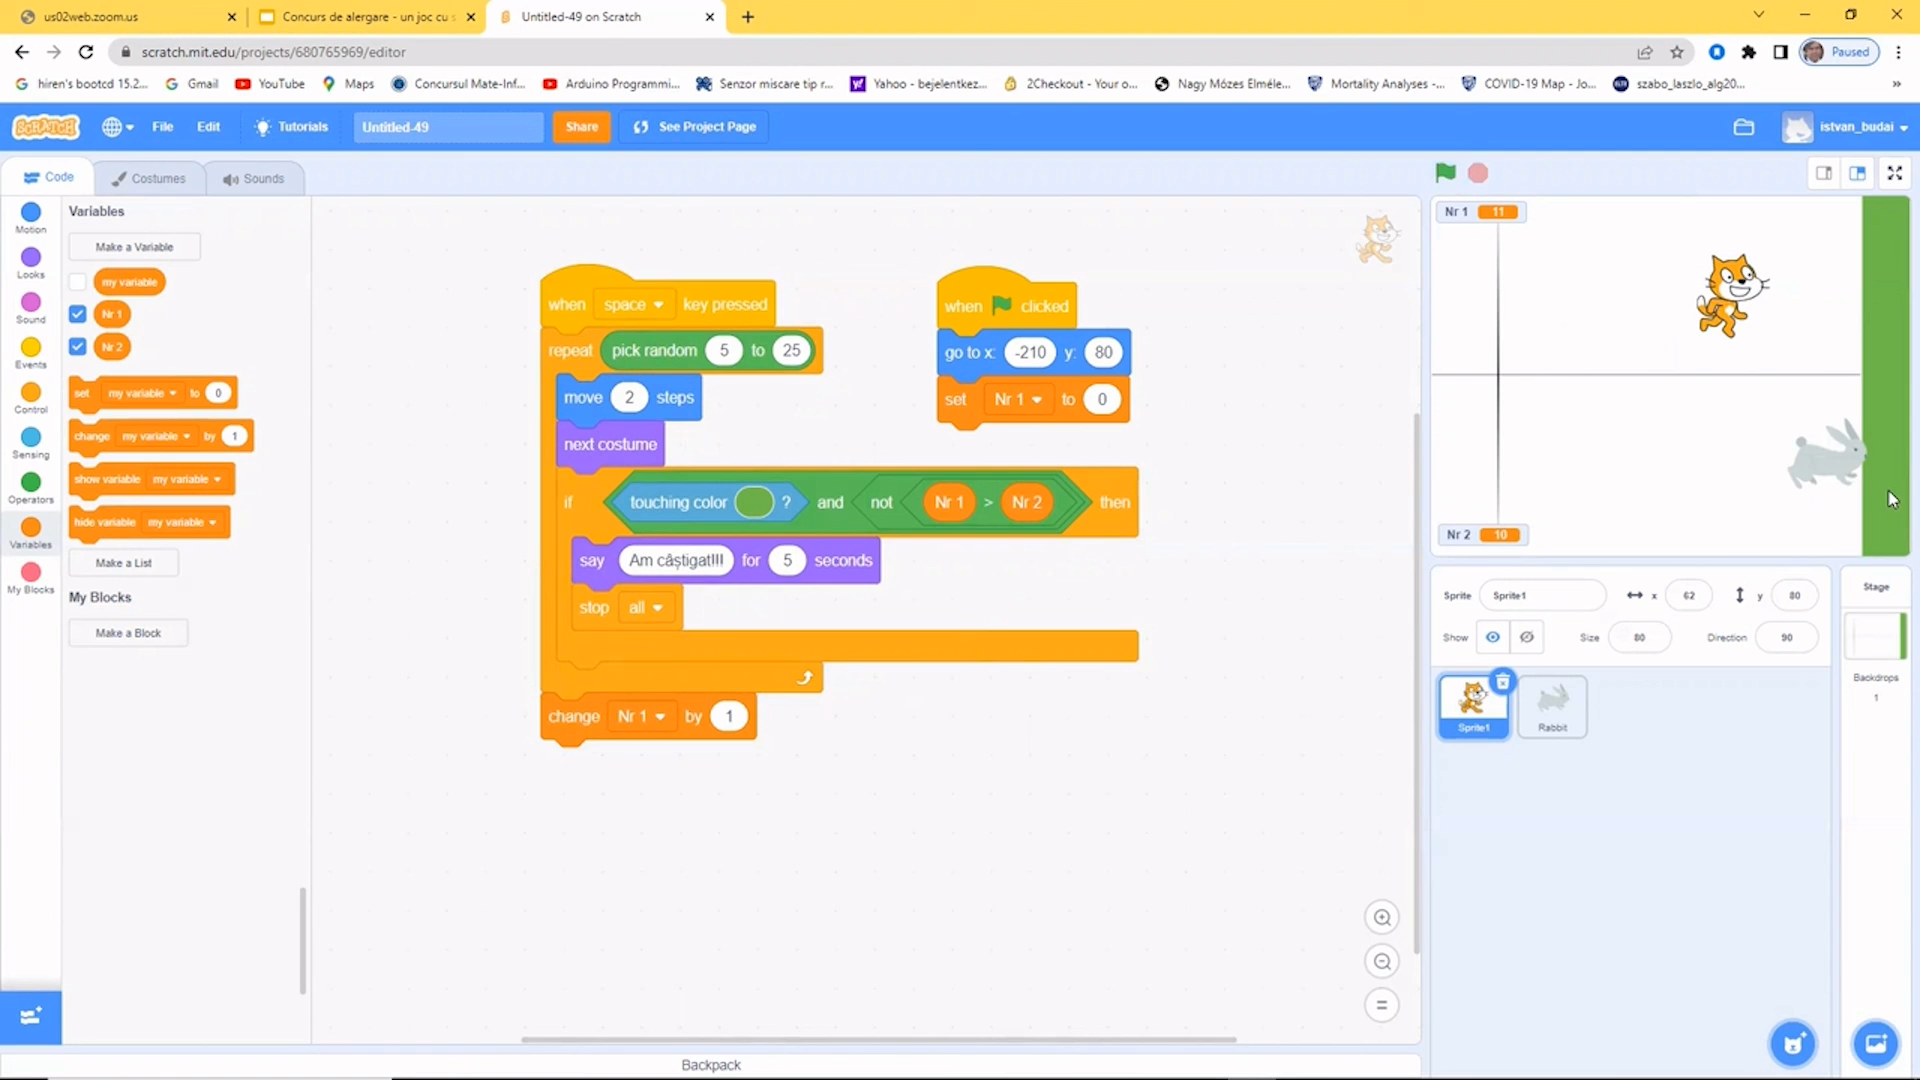 us02web.zoom.us
Concurs de alergare - un joc cu s
Untitled-49 on Scratch
scratch.mit.edu/projects/680765969/editor
Paused
hiren's bootcd 15.2...
Gmail
YouTube
Maps
Concursul Mate-Inf...
Arduino Programmi...
Senzor miscare tip r...
Yahoo - bejelentkez...
2Checkout - Your o...
Nagy Mózes Elméle...
Mortality Analyses -...
COVID-19 Map - Jo...
szabo_laszlo_alg20...
SCRATCH
File
Edit
Tutorials
Untitled-49
Share
See Project Page
istvan_budai
Code
Costumes
Sounds
Motion
Looks
Sound
Events
Control
Sensing
Operators
Variables
My Blocks
Variables
Make a Variable
my variable
Nr 1
Nr 2
set my variable to 0
change my variable by 1
show variable my variable
hide variable my variable
Make a List
My Blocks
Make a Block
when space key pressed
repeat pick random 5 to 25
move 2 steps
next costume
if touching color ? and not Nr 1 > Nr 2 then
say Am câștigat!!! for 5 seconds
stop all
change Nr 1 by 1
when clicked
go to x: -210 y: 80
set Nr 1 to 0
Nr 1 11
Nr 2 10
Sprite Sprite1 x 62 y 80
Show Size 80 Direction 90
Sprite1
Rabbit
Stage
Backdrops
1
Backpack